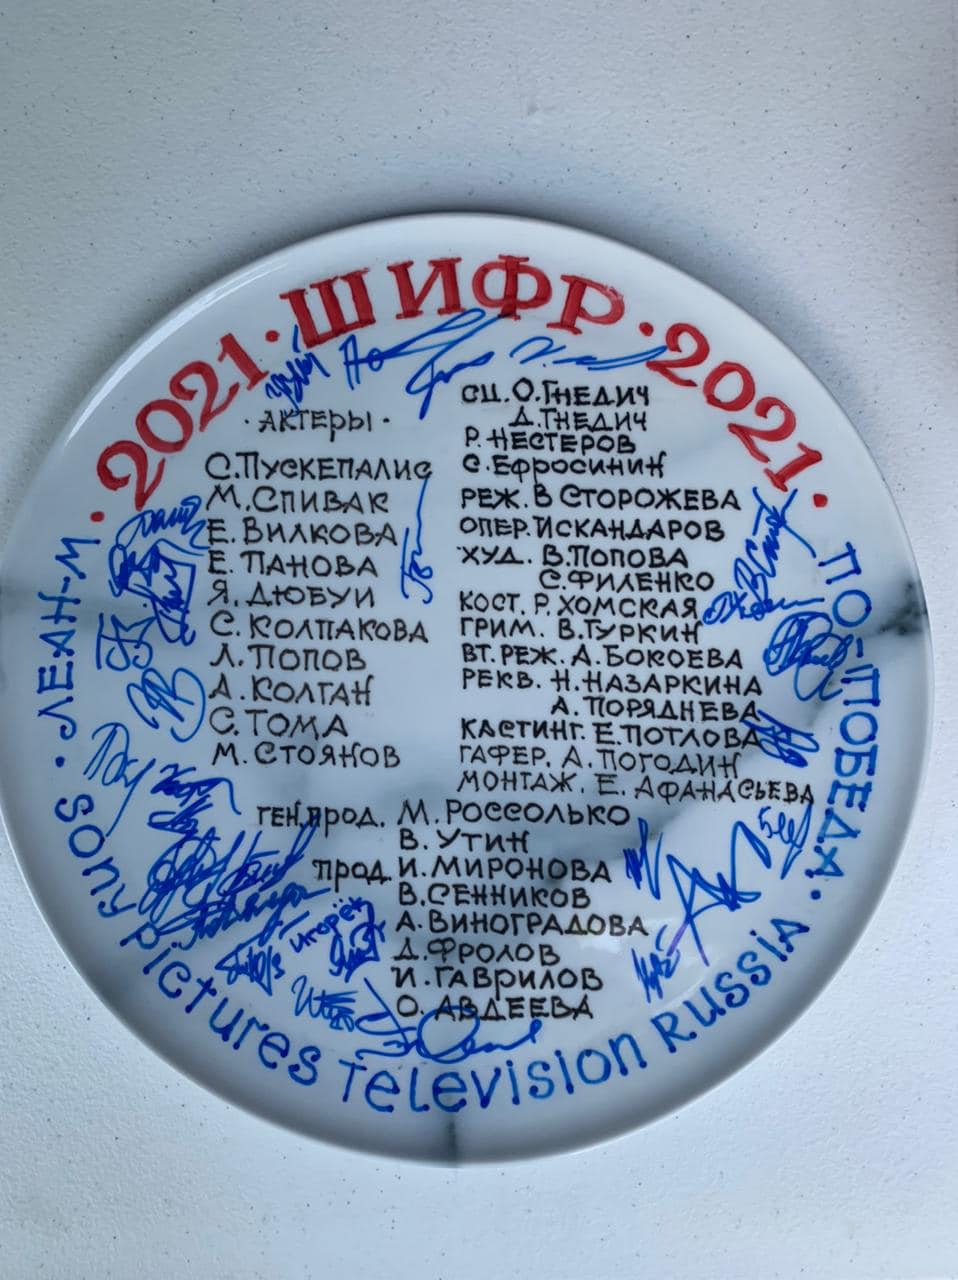 2021 · ШИФР · 2021 ·
· АКТЕРЫ ·
С. ПУСКЕПАЛИС
М. СПИВАК
Е. ВИЛКОВА
Е. ПАНОВА
Я. ДЮБУИ
С. КОЛПАКОВА
Л. ПОПОВ
А. КОЛГАН
С. ТОМА
М. СТОЯНОВ
СЦ. О. ГНЕДИЧ
Д. ГНЕДИЧ
Р. НЕСТЕРОВ
С. ЕФРОСИНИН
РЕЖ. В СТОРОЖЕВА
ОПЕР. ИСКАНДАРОВ
ХУД. В. ПОПОВА
С. ФИЛЕНКО
КОСТ. Р. ХОМСКАЯ
ГРИМ. В. ГУРКИН
ВТ. РЕЖ. А. БОКОЕВА
РЕКВ. Н. НАЗАРКИНА
А. ПОРЯДНЕВА
КАСТИНГ. Е. ПОТЛОВА
ГАФЕР. А. ПОГОДИН
МОНТАЖ. Е. АФАНАСЬЕВА
ГЕН. ПРОД. М. РОССОЛЬКО
В. УТИН
ПРОД. И. МИРОНОВА
В. СЕННИКОВ
А. ВИНОГРАДОВА
Д. ФРОЛОВ
И. ГАВРИЛОВ
О. АВДЕЕВА
Игорёк
· ЛЕАН-М
ПО-ПОБЕДА ·
SONY PICTURES TELEVISION RUSSIA